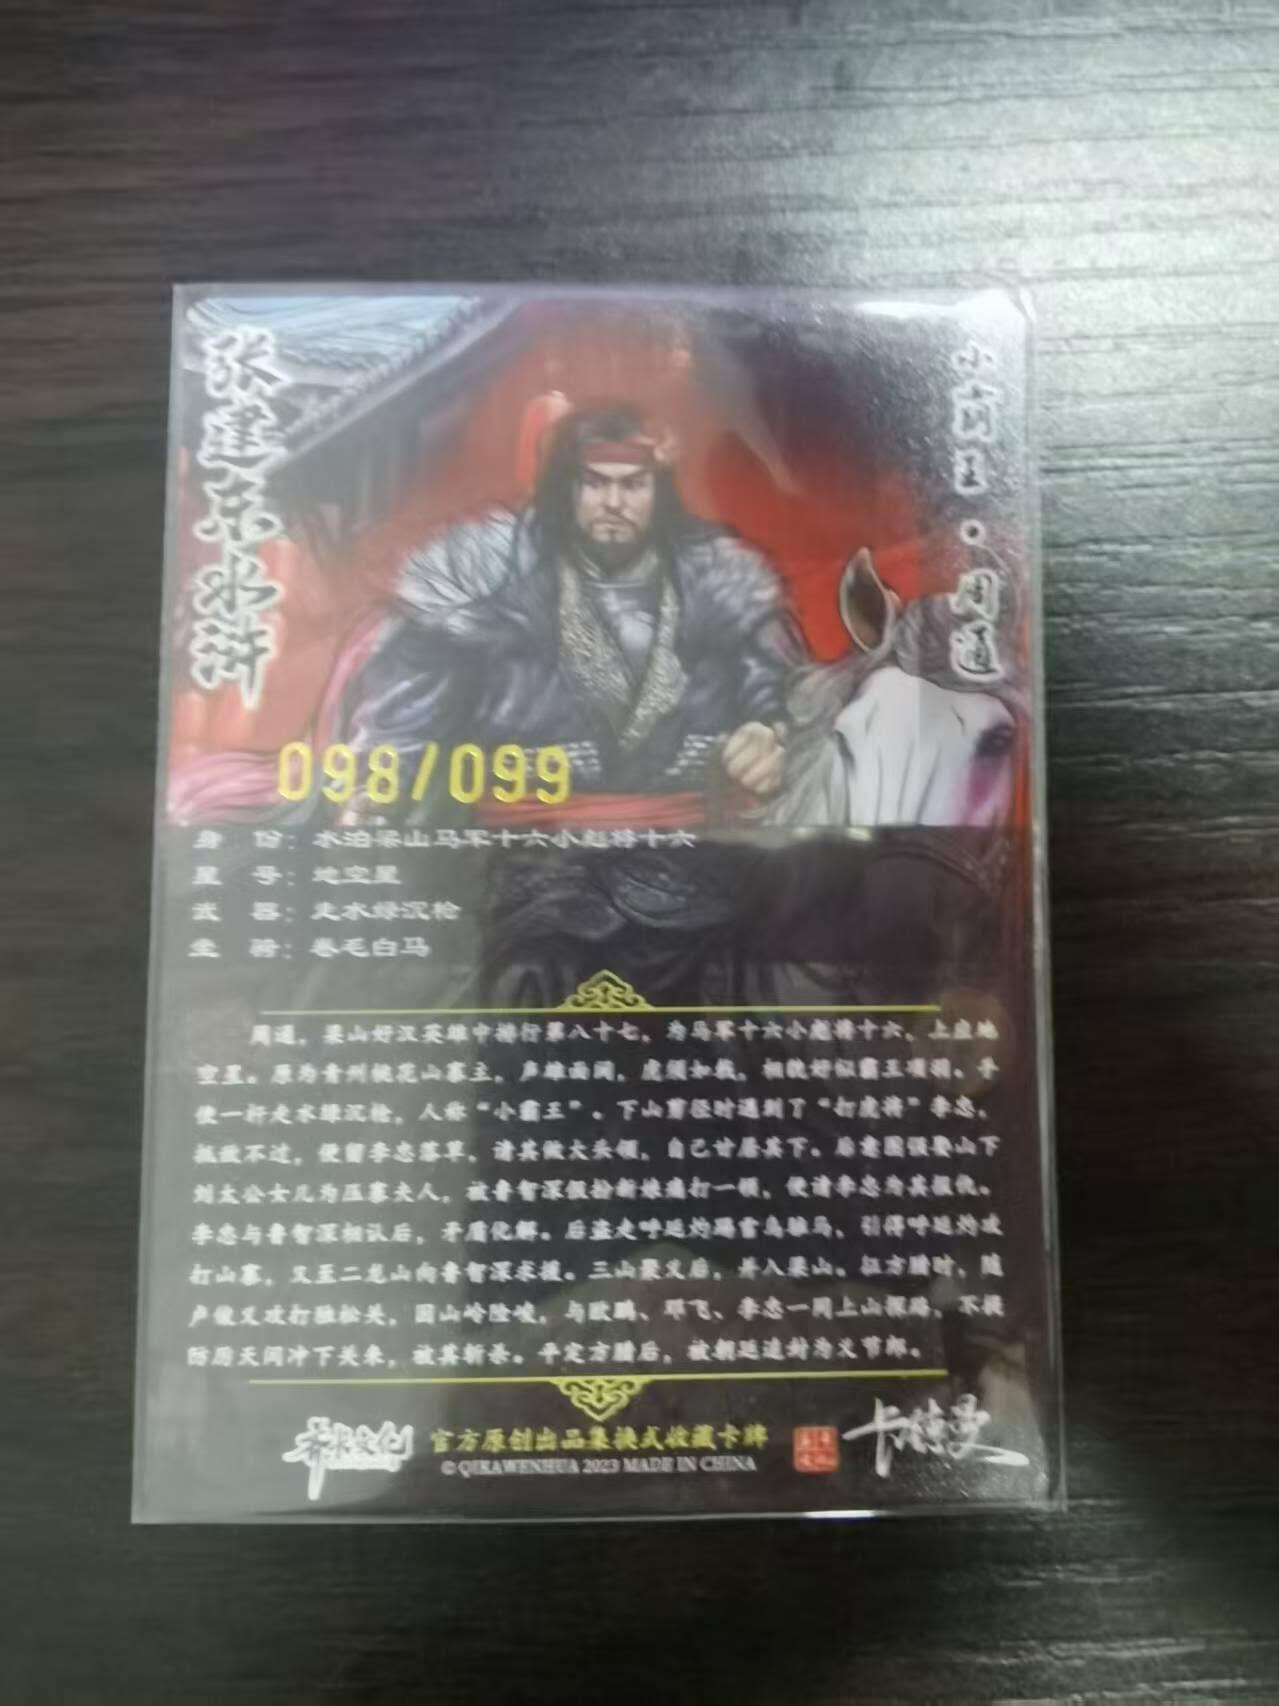 张建东水浒
小霸王·周通
098/099
身 份：水泊梁山马军十六小彪将十六
星 号：地空星
武 器：走水绿沉枪
坐 骑：卷毛白马
周通，梁山好汉英雄中排行第八十七，为马军十六小彪将十六，上应地
空星。原为青州桃花山寨主，声雄面阔，虎须如戟，相貌好似霸王项羽。手
使一杆走水绿沉枪，人称“小霸王”。下山剪径时遇到了“打虎将”李忠，
抵敌不过，便留李忠落草，请其做大头领，自己甘居其下。后意图强娶山下
刘太公女儿为压寨夫人，被鲁智深假扮新娘痛打一顿，便请李忠为其报仇。
李忠与鲁智深相认后，矛盾化解。后盗走呼延灼踢雪乌骓马，引得呼延灼攻
打山寨，又至二龙山向鲁智深求援。三山聚义后，并入梁山。征方腊时，随
卢俊义攻打独松关，因山岭险峻，与欧鹏、邓飞、李忠一同上山探路，不提
防厉天闰冲下关来，被其斩杀。平定方腊后，被朝廷追封为义节郎。
齐卡文创
官方原创出品集换式收藏卡牌
© QIKAWENHUA 2023 MADE IN CHINA
卡德曼